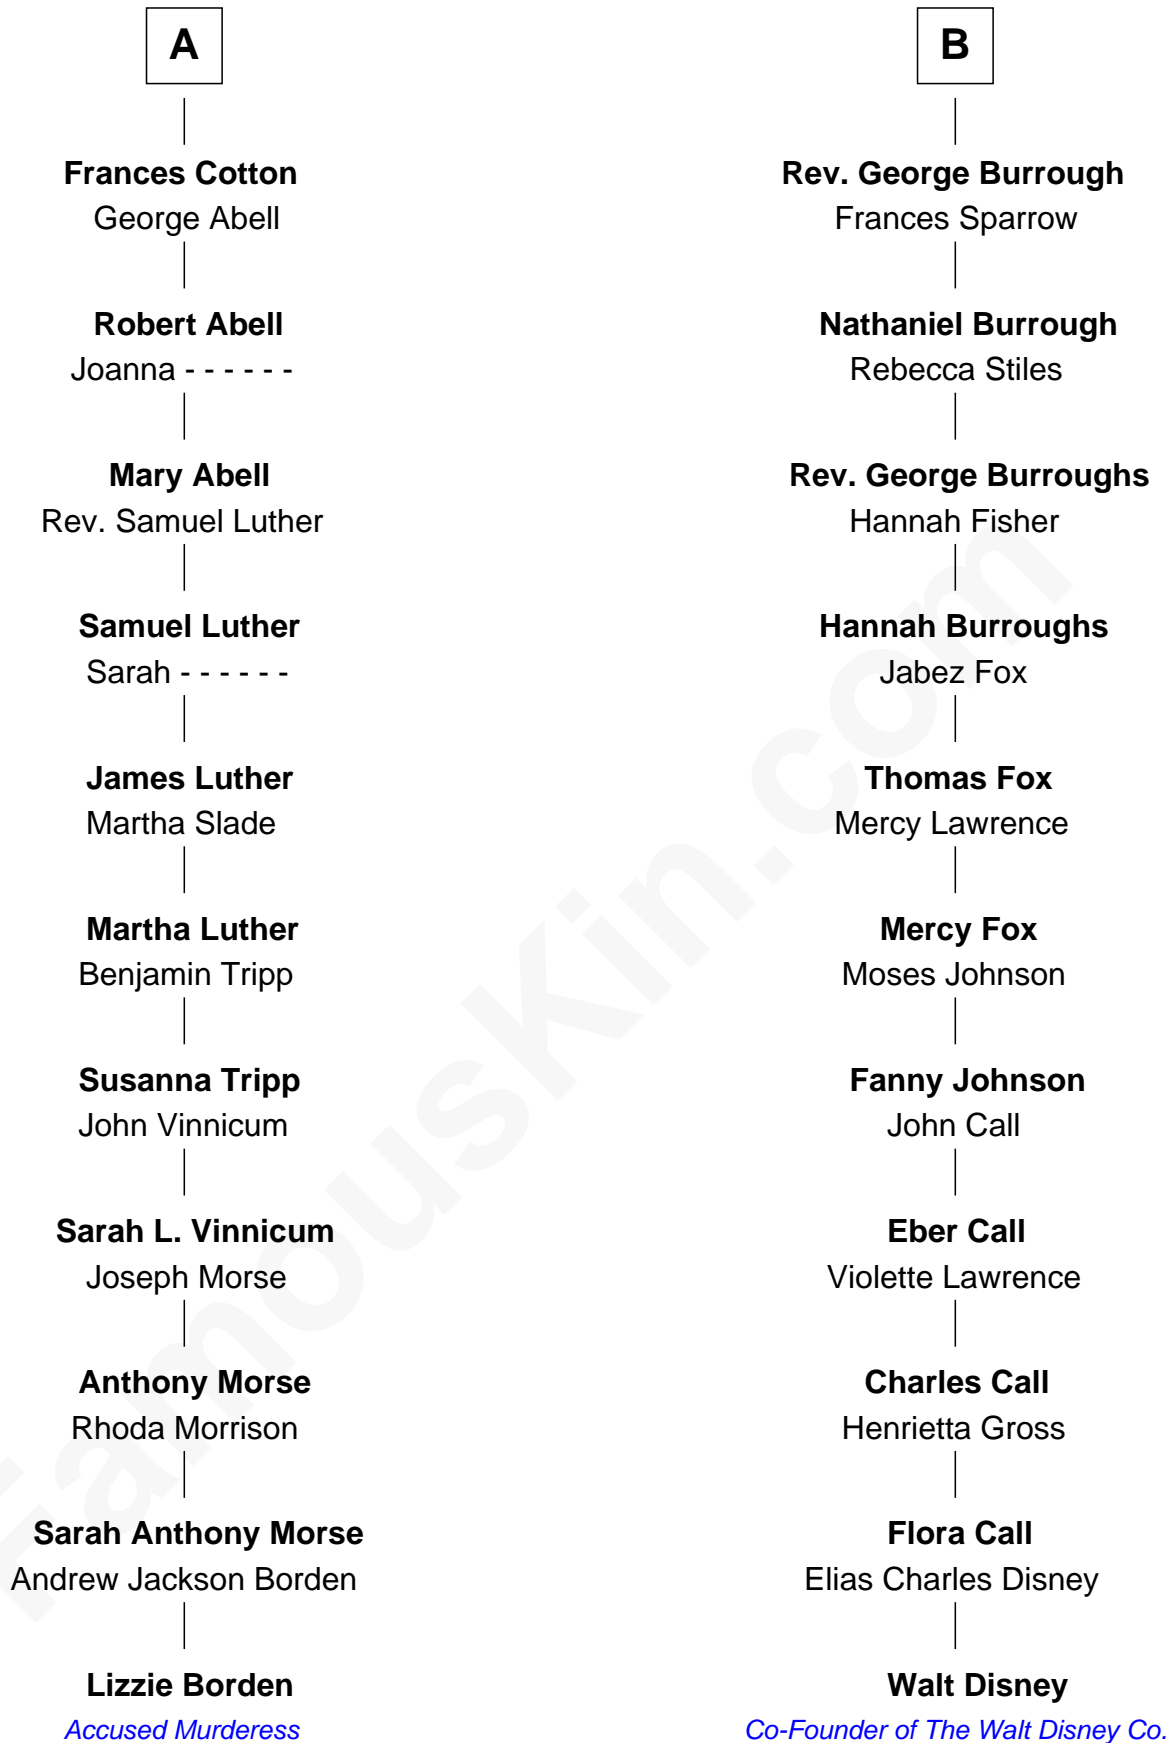 A
Frances Cotton
George Abell
Robert Abell
Joanna - - - - - -
Mary Abell
Rev. Samuel Luther
Samuel Luther
Sarah - - - - - -
James Luther
Martha Slade
Martha Luther
Benjamin Tripp
Susanna Tripp
John Vinnicum
Sarah L. Vinnicum
Joseph Morse
Anthony Morse
Rhoda Morrison
Sarah Anthony Morse
Andrew Jackson Borden
Lizzie Borden
Accused Murderess
B
Rev. George Burrough
Frances Sparrow
Nathaniel Burrough
Rebecca Stiles
Rev. George Burroughs
Hannah Fisher
Hannah Burroughs
Jabez Fox
Thomas Fox
Mercy Lawrence
Mercy Fox
Moses Johnson
Fanny Johnson
John Call
Eber Call
Violette Lawrence
Charles Call
Henrietta Gross
Flora Call
Elias Charles Disney
Walt Disney
Co-Founder of The Walt Disney Co.
FamousKin.com